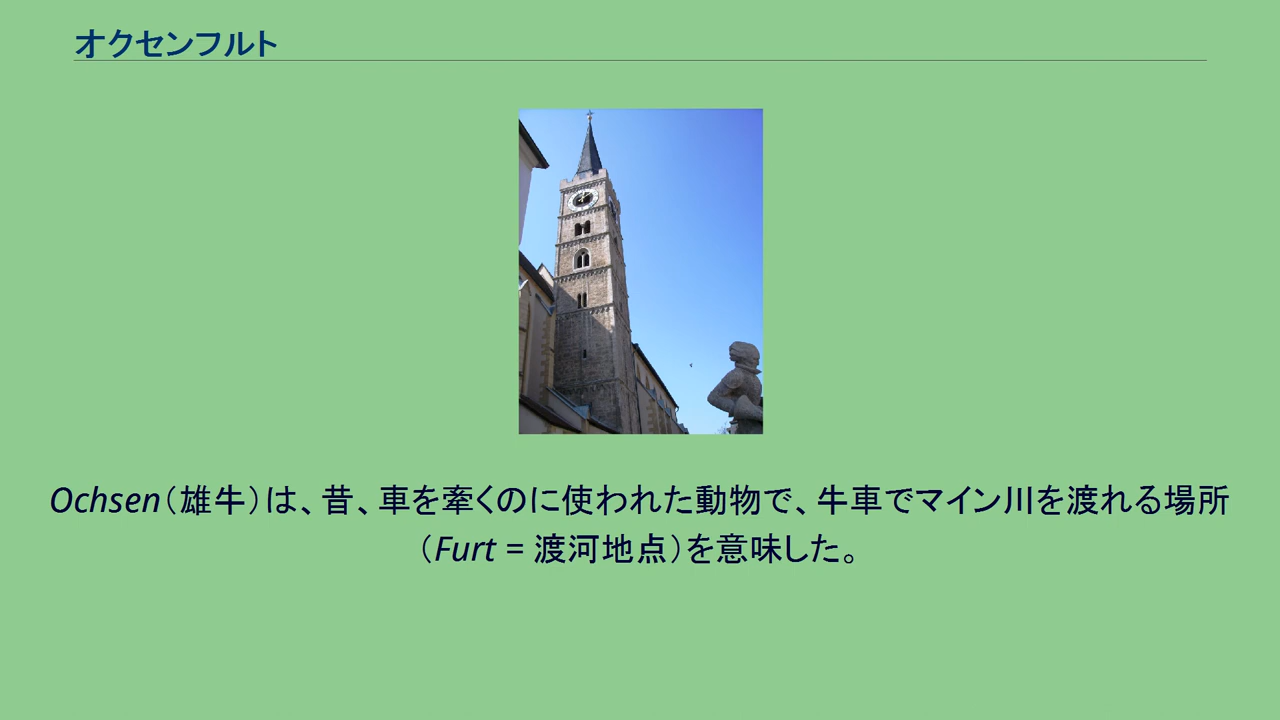 オクセンフルト
Ochsen（雄牛）は、昔、車を牽くのに使われた動物で、牛車でマイン川を渡れる場所
（Furt = 渡河地点）を意味した。